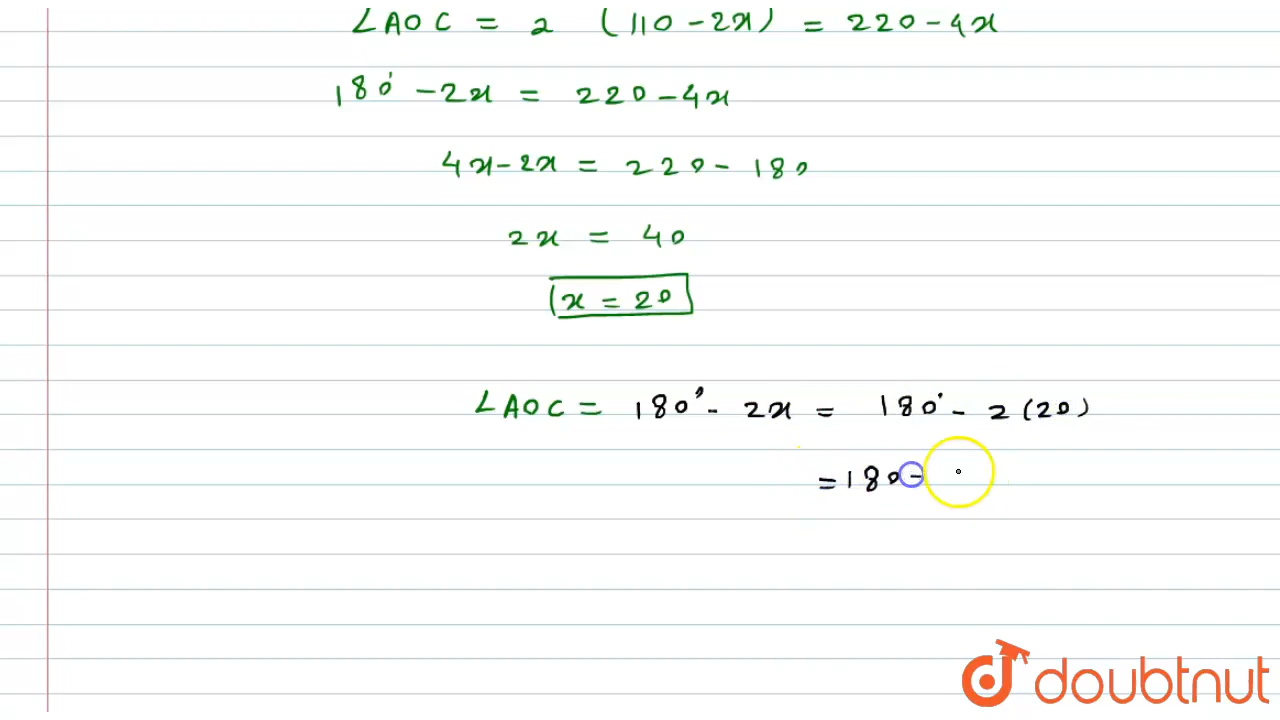 ∠AOC = 2 (110 - 2x) = 220 - 4x
180° - 2x = 220 - 4x
4x - 2x = 220 - 180
2x = 40
x = 20
∠AOC = 180° - 2x = 180° - 2(20)
= 180 -
doubtnut